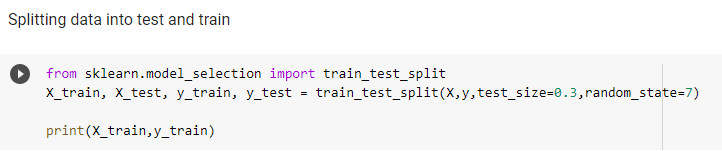 Splitting data into test and train
from sklearn.model_selection import train_test_split
X_train, X_test, y_train, y_test = train_test_split(X,y,test_size=0.3,random_state=7)
print(X_train,y_train)